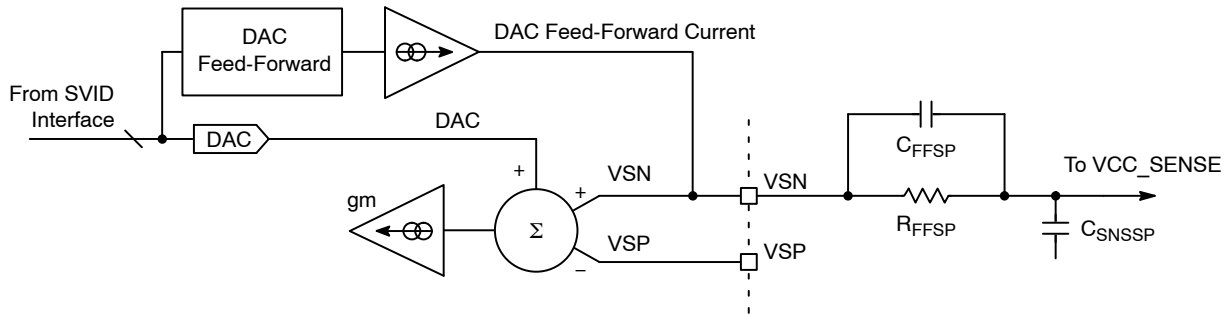 DAC
Feed-Forward
DAC Feed-Forward Current
From SVID
Interface
DAC
DAC
+
gm
Σ
+
VSN
VSP
−
VSN
VSP
CFFSP
RFFSP
To VCC_SENSE
CSNSSP